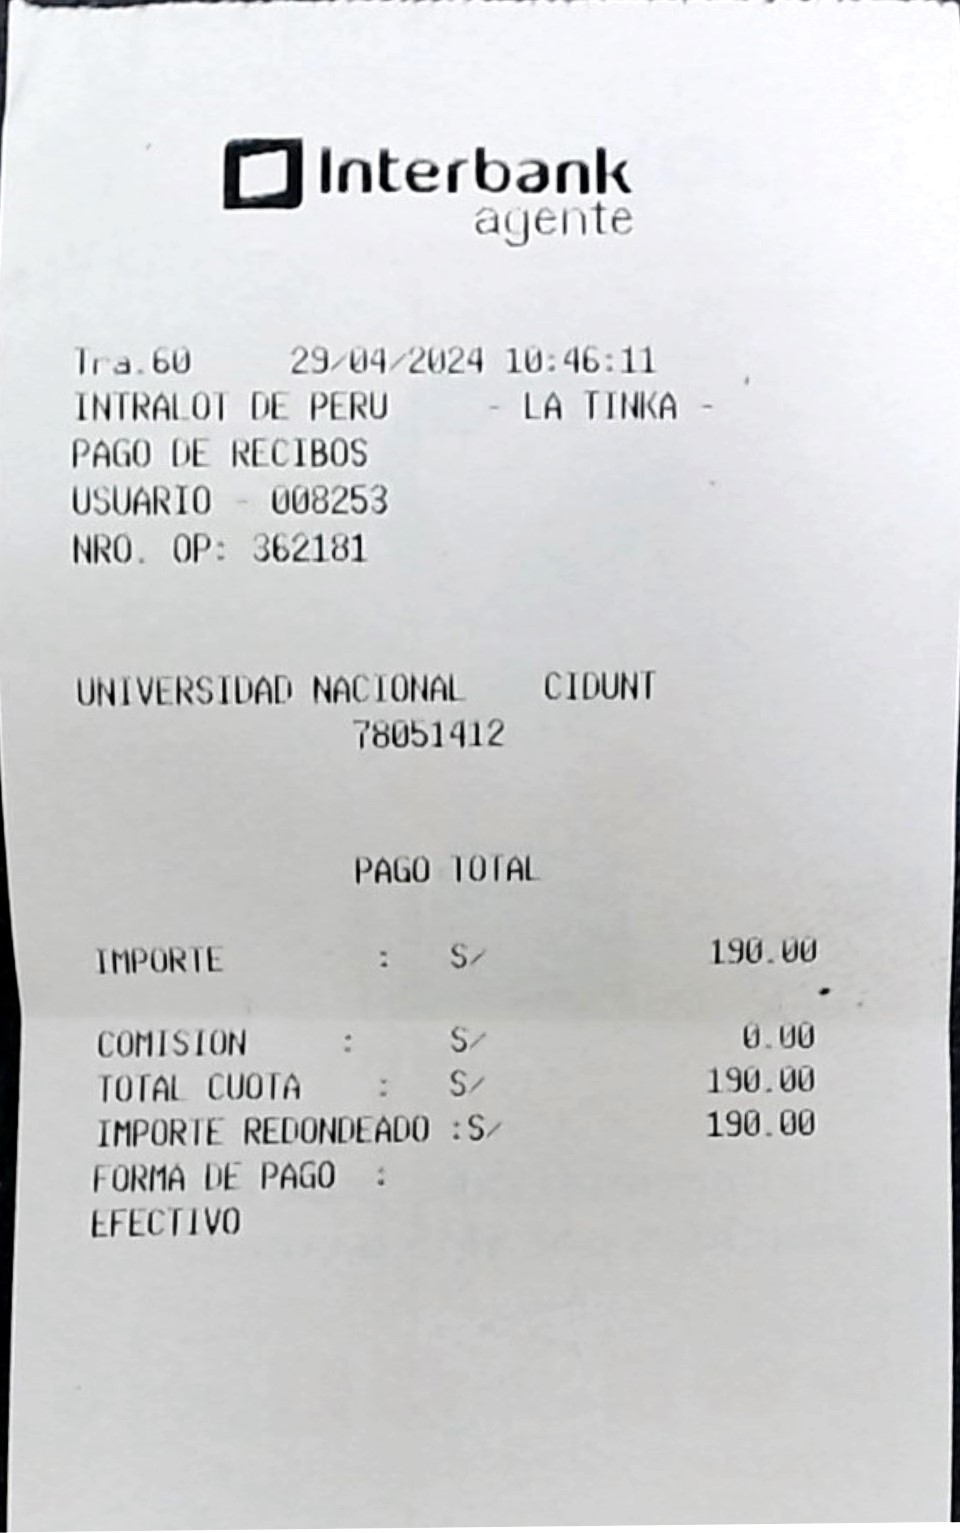 Interbank
agente
Tra.60 29/04/2024 10:46:11
INTRALOT DE PERU - LA TINKA -
PAGO DE RECIBOS
USUARIO - 008253
NRO. OP: 362181
UNIVERSIDAD NACIONAL CIDUNT
78051412
PAGO TOTAL
IMPORTE : S/ 190.00
COMISION : S/ 0.00
TOTAL CUOTA : S/ 190.00
IMPORTE REDONDEADO :S/ 190.00
FORMA DE PAGO :
EFECTIVO